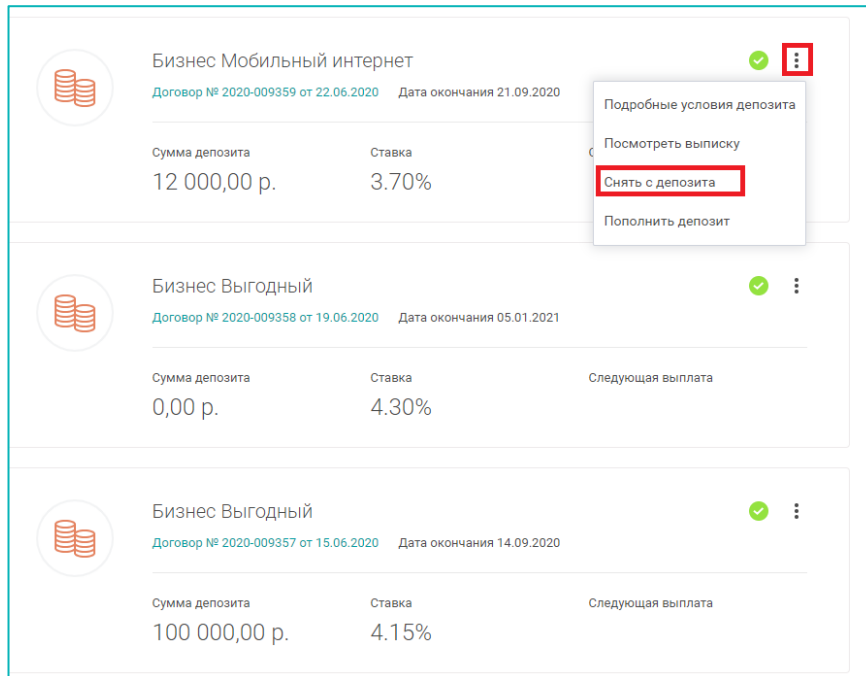 Бизнес Мобильный интернет
Договор № 2020-009359 от 22.06.2020 Дата окончания 21.09.2020
Подробные условия депозита
Посмотреть выписку
Снять с депозита
Пополнить депозит
Сумма депозита Ставка
12 000,00 р. 3.70%
Бизнес Выгодный
Договор № 2020-009358 от 19.06.2020 Дата окончания 05.01.2021
Сумма депозита Ставка Следующая выплата
0,00 р. 4.30%
Бизнес Выгодный
Договор № 2020-009357 от 15.06.2020 Дата окончания 14.09.2020
Сумма депозита Ставка Следующая выплата
100 000,00 р. 4.15%